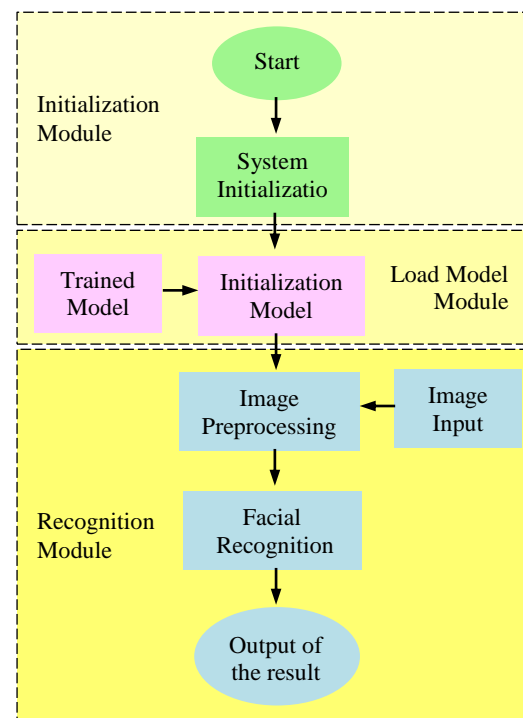 Start
Initialization
Module
System
Initializatio
Trained
Model
Initialization
Model
Load Model
Module
Image
Preprocessing
Image
Input
Recognition
Module
Facial
Recognition
Output of
the result